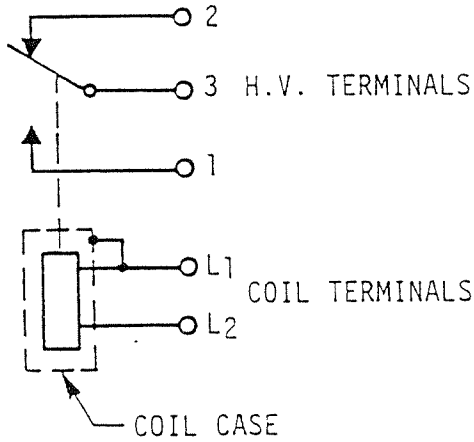 2
3 H.V. TERMINALS
1
L1
COIL TERMINALS
L2
COIL CASE